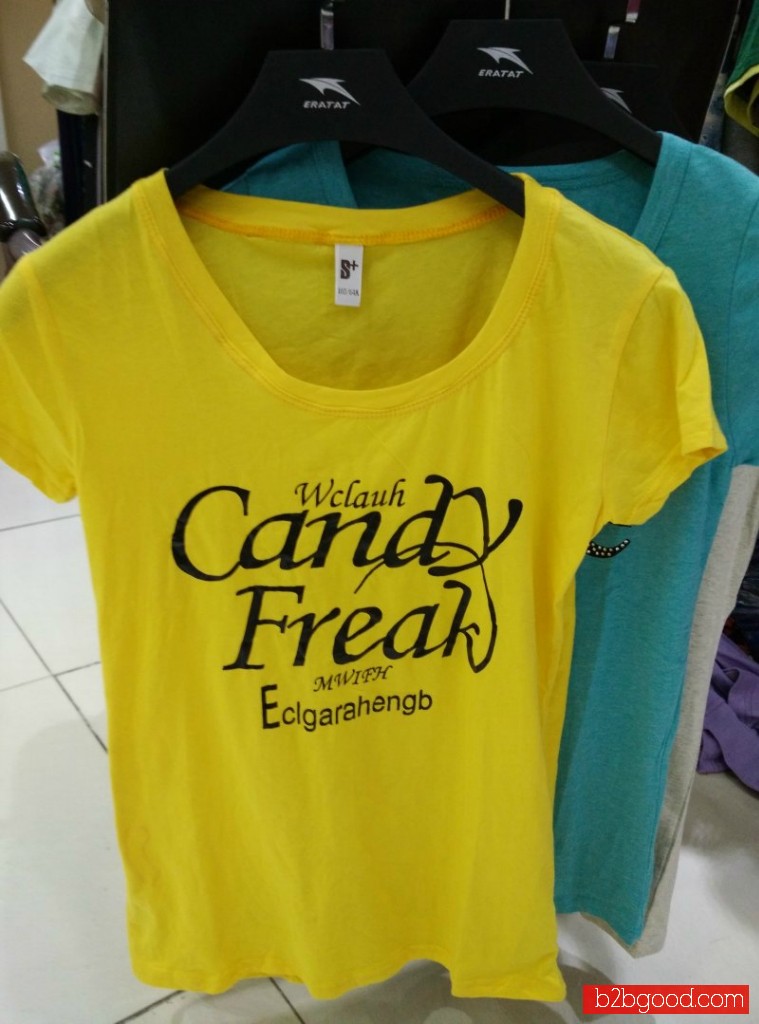 ERATAT
ERATAT
S+
Wclauh
Candy
Freak
MWIFH
Eclgarahengb
b2bgood.com